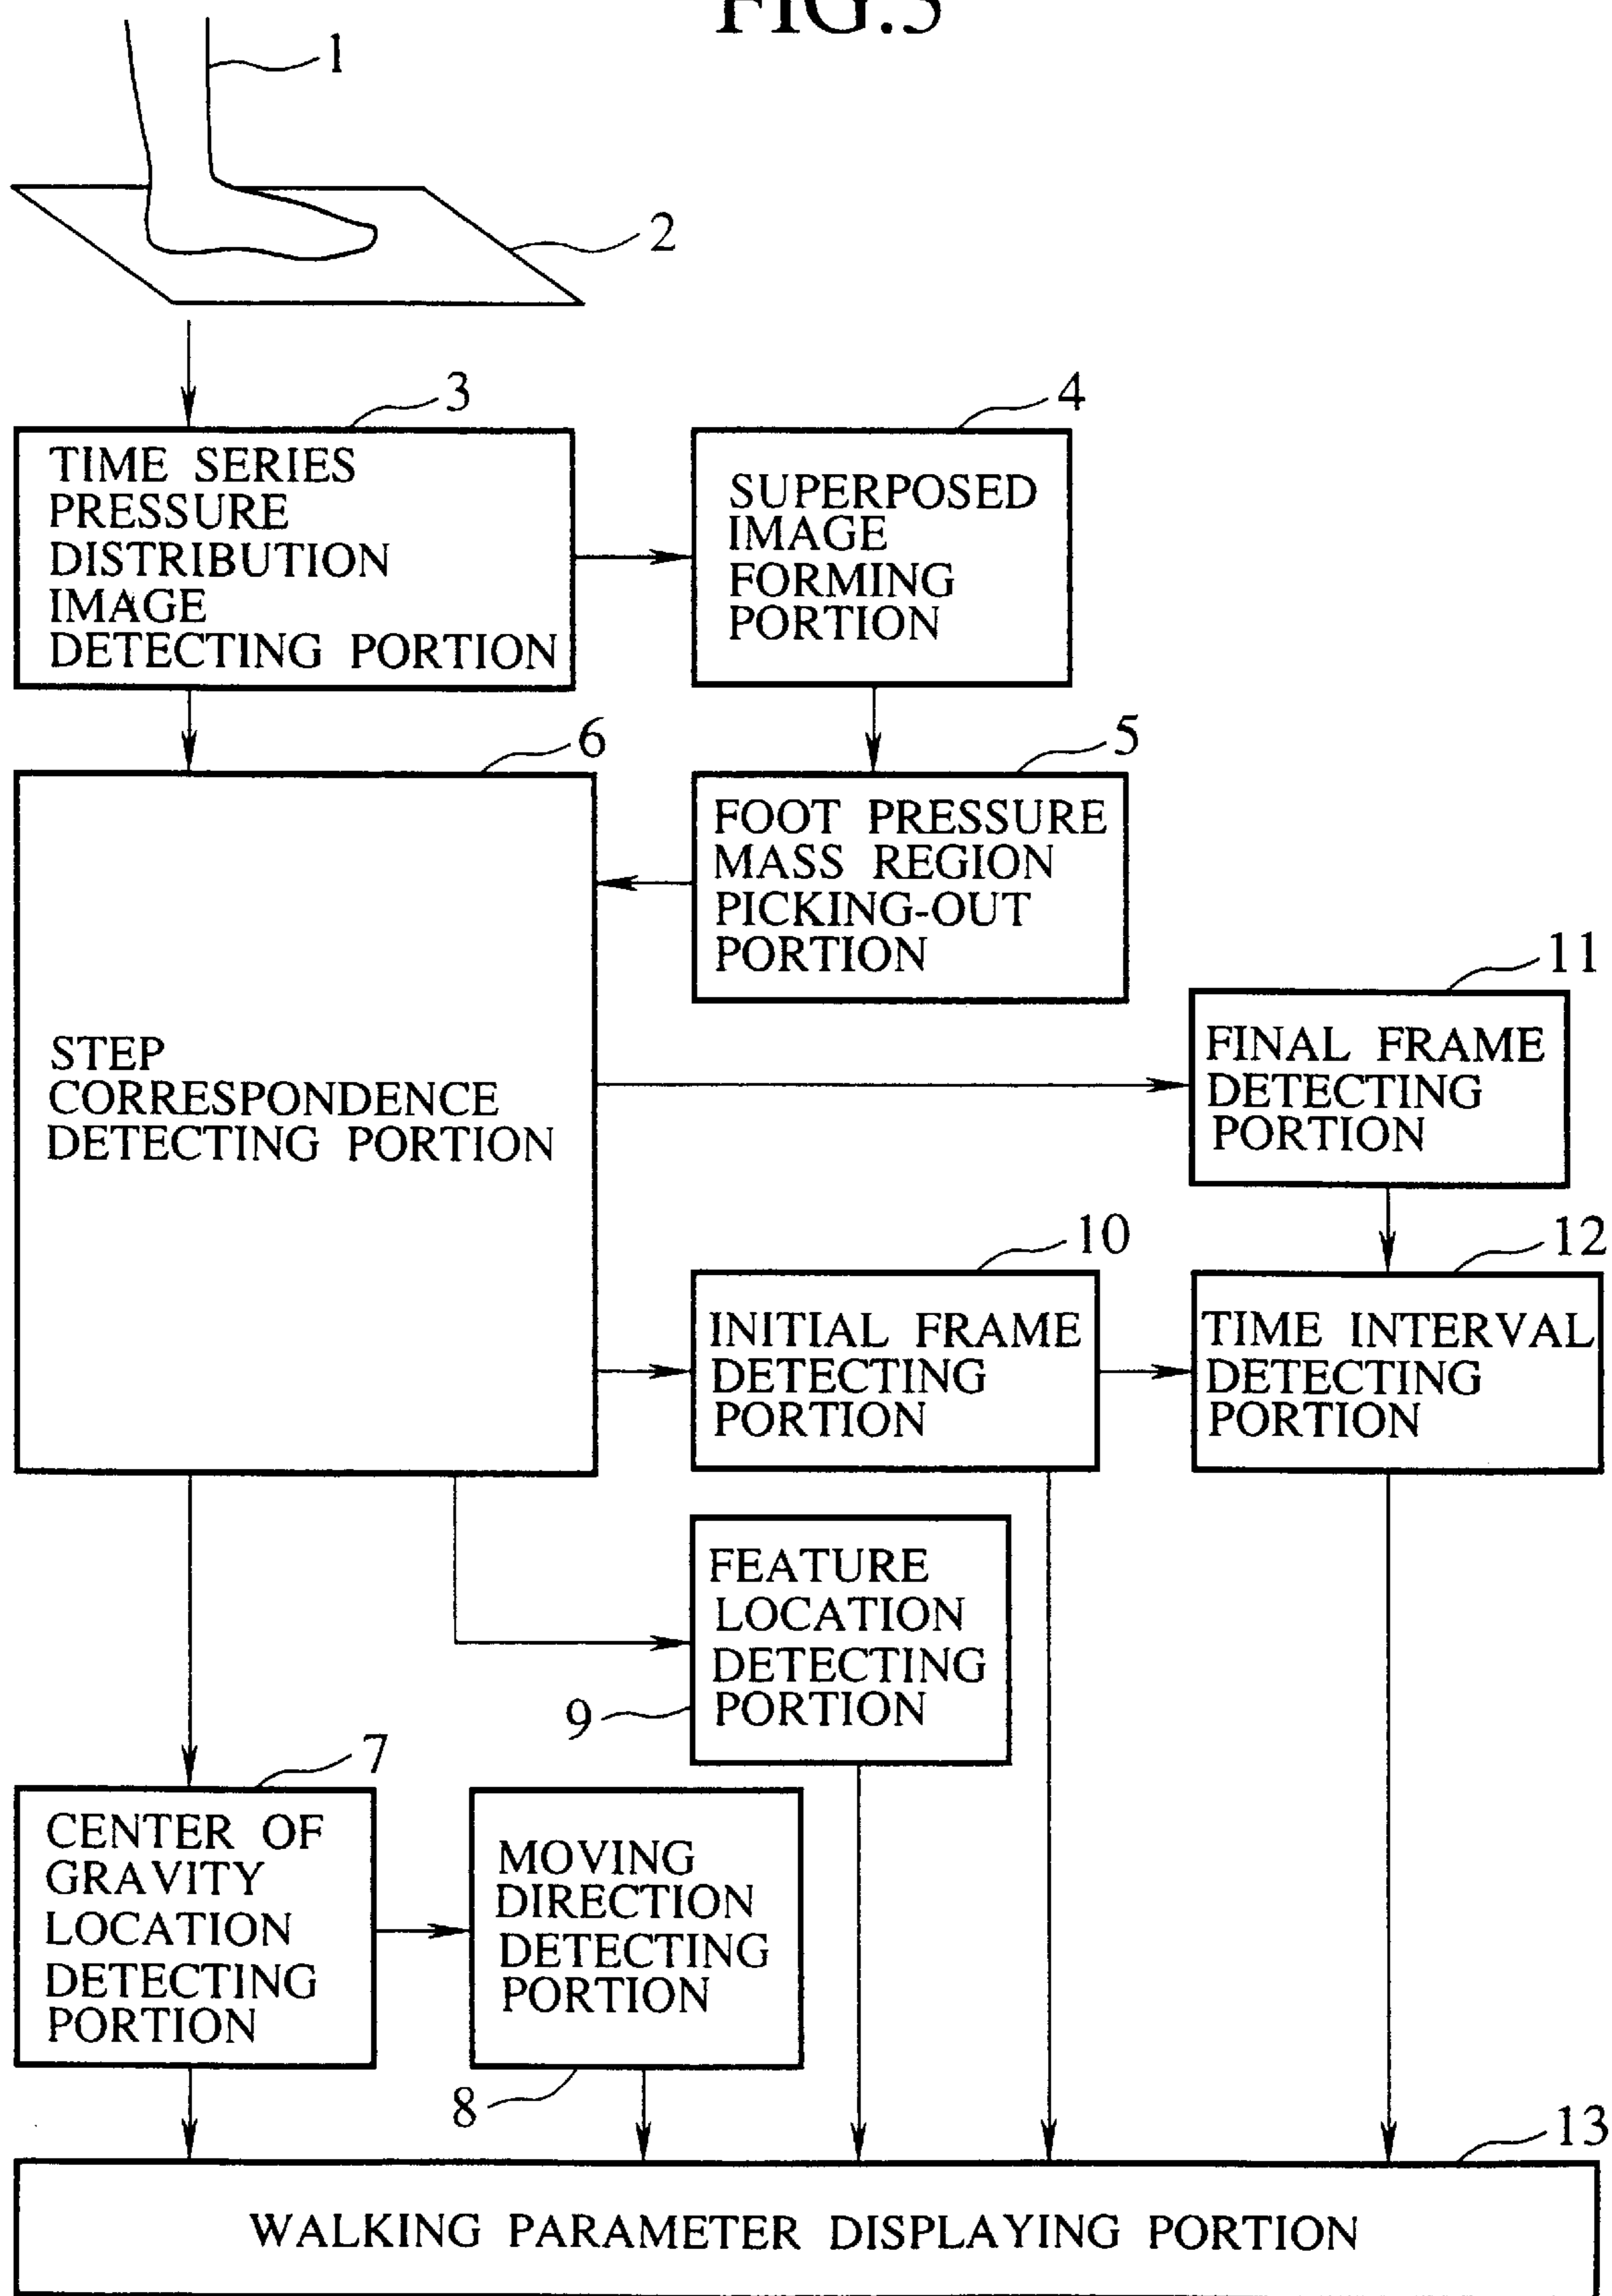 FIG.5
1
2
3
TIME SERIES
PRESSURE
DISTRIBUTION
IMAGE
DETECTING PORTION
4
SUPERPOSED
IMAGE
FORMING
PORTION
6
STEP
CORRESPONDENCE
DETECTING PORTION
5
FOOT PRESSURE
MASS REGION
PICKING-OUT
PORTION
11
FINAL FRAME
DETECTING
PORTION
10
INITIAL FRAME
DETECTING
PORTION
12
TIME INTERVAL
DETECTING
PORTION
FEATURE
LOCATION
DETECTING
PORTION
9
7
CENTER OF
GRAVITY
LOCATION
DETECTING
PORTION
MOVING
DIRECTION
DETECTING
PORTION
8
13
WALKING PARAMETER DISPLAYING PORTION